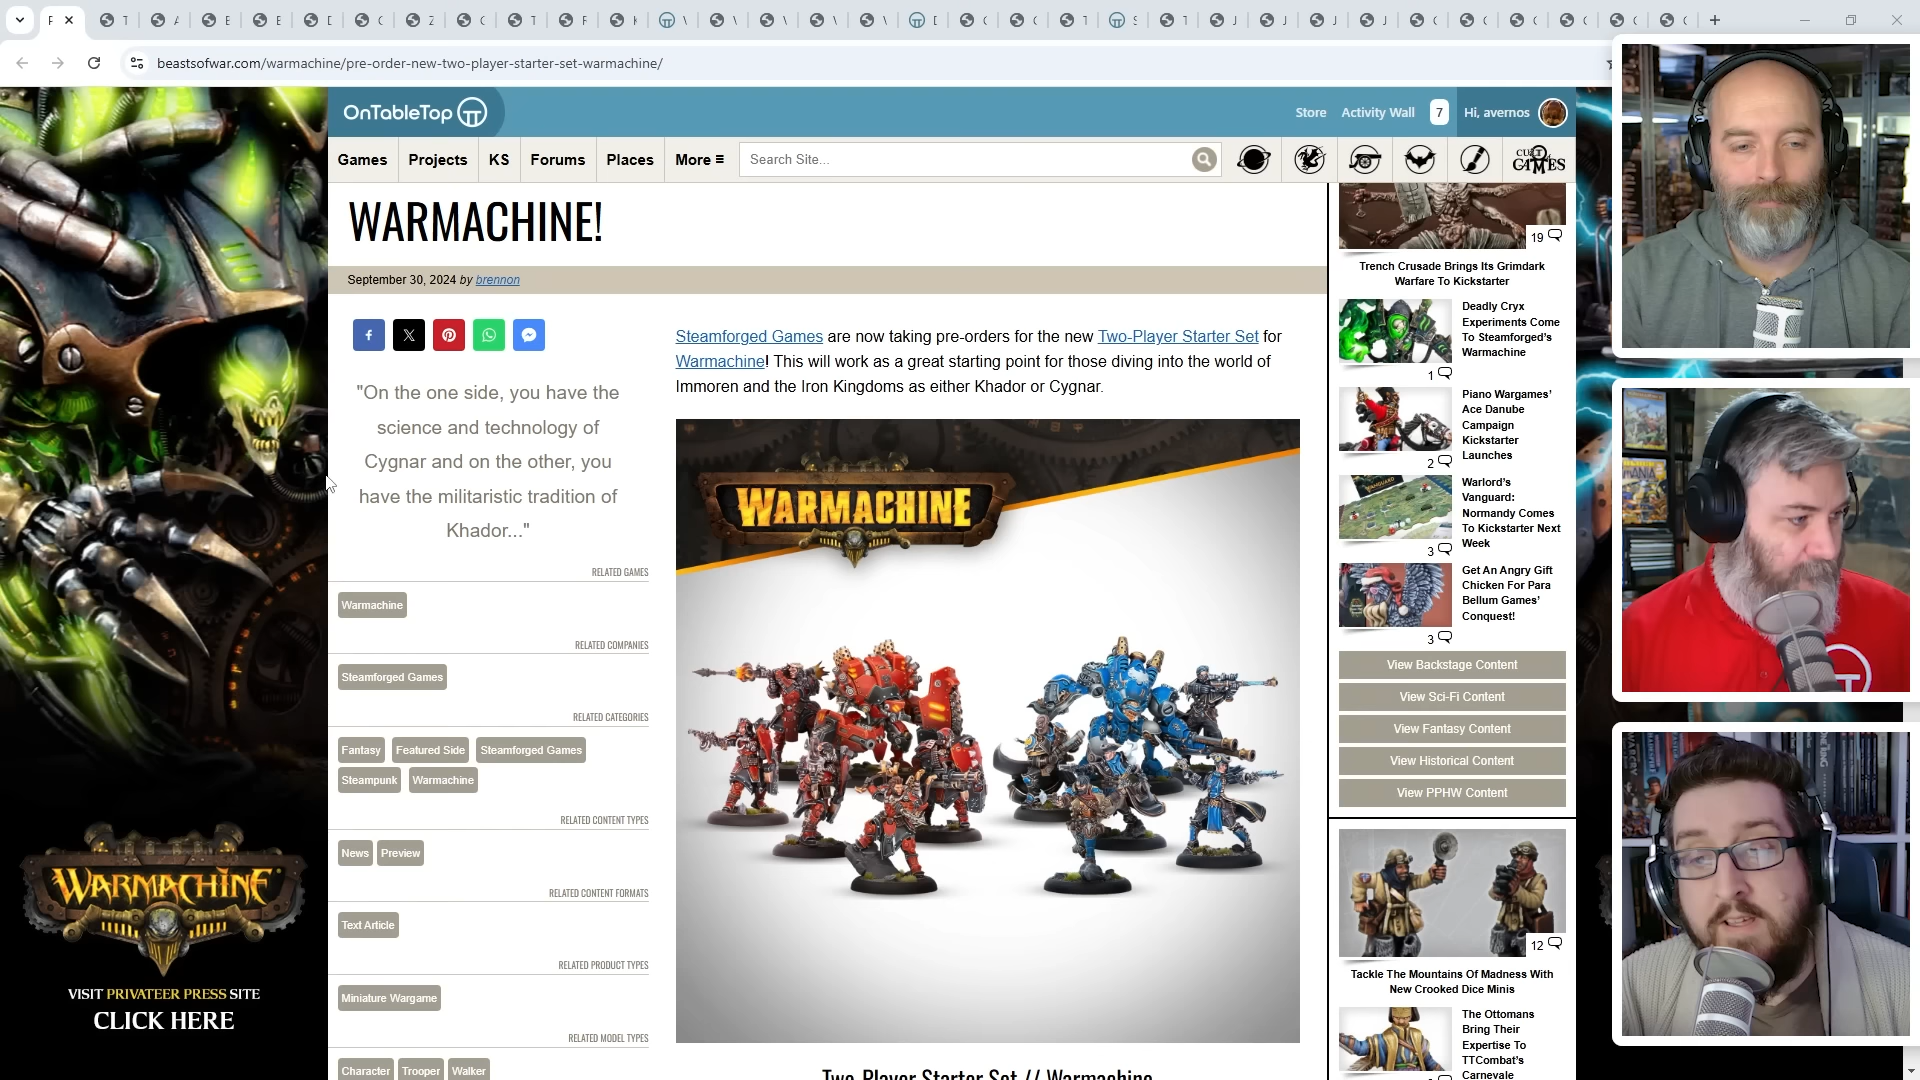 beastsofwar.com/warmachine/pre-order-new-two-player-starter-set-warmachine/
OnTableTop
Store
Activity Wall
7
Hi, avernos
Games
Projects
KS
Forums
Places
More ≡
Search Site...
CULT OF GAMES
WARMACHINE!
September 30, 2024 by brennon
"On the one side, you have the
science and technology of
Cygnar and on the other, you
have the militaristic tradition of
Khador..."
RELATED GAMES
Warmachine
RELATED COMPANIES
Steamforged Games
RELATED CATEGORIES
Fantasy
Featured Side
Steamforged Games
Steampunk
Warmachine
RELATED CONTENT TYPES
News
Preview
RELATED CONTENT FORMATS
Text Article
RELATED PRODUCT TYPES
Miniature Wargame
RELATED MODEL TYPES
Character
Trooper
Walker
Steamforged Games are now taking pre-orders for the new Two-Player Starter Set for
Warmachine! This will work as a great starting point for those diving into the world of
Immoren and the Iron Kingdoms as either Khador or Cygnar.
WARMACHINE
Two-Player Starter Set // Warmachine
19
Trench Crusade Brings Its Grimdark
Warfare To Kickstarter
Deadly Cryx
Experiments Come
To Steamforged's
Warmachine
1
Piano Wargames'
Ace Danube
Campaign
Kickstarter
Launches
2
Warlord's
Vanguard:
Normandy Comes
To Kickstarter Next
Week
3
Get An Angry Gift
Chicken For Para
Bellum Games'
Conquest!
3
View Backstage Content
View Sci-Fi Content
View Fantasy Content
View Historical Content
View PPHW Content
12
Tackle The Mountains Of Madness With
New Crooked Dice Minis
The Ottomans
Bring Their
Expertise To
TTCombat's
Carnevale
WARMACHINE
VISIT PRIVATEER PRESS SITE
CLICK HERE